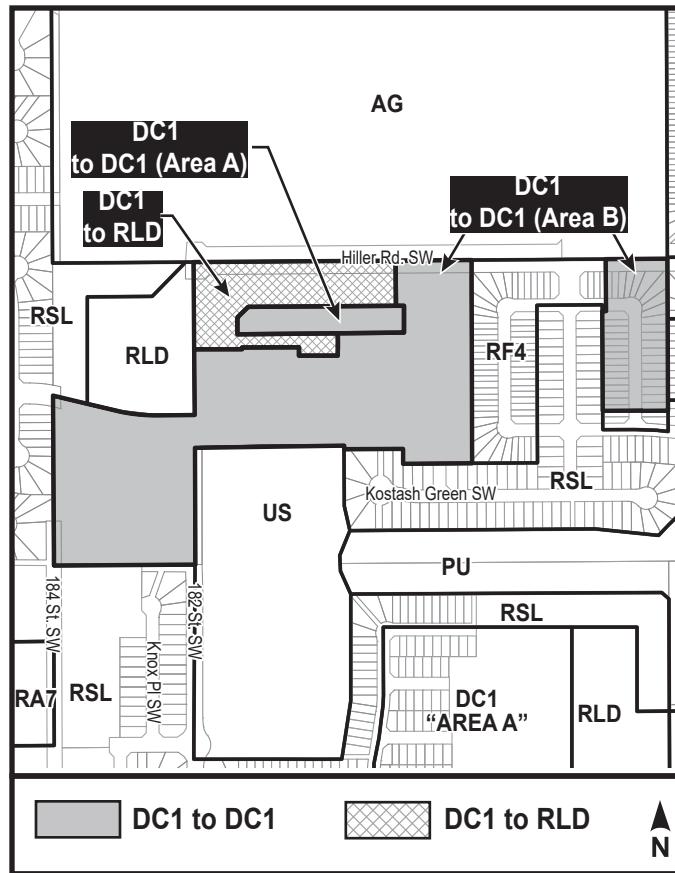 AG
DC1
to DC1 (Area A)
DC1
to RLD
DC1
to DC1 (Area B)
Hiller Rd. SW
RSL
RLD
RF4
RSL
Kostash Green SW
US
PU
184 St. SW
182 St. SW
Knox Pl SW
RSL
RSL
RA7
DC1
"AREA A"
RLD
DC1 to DC1
DC1 to RLD
N